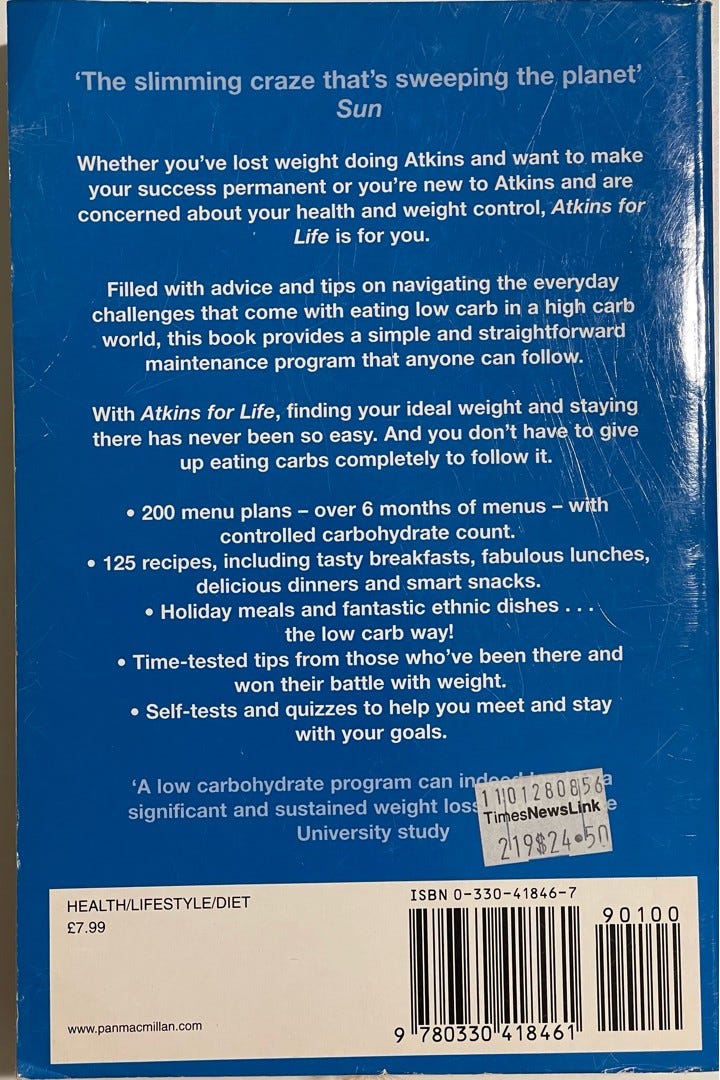 ‘The slimming craze that’s sweeping the planet’
Sun
Whether you’ve lost weight doing Atkins and want to make
your success permanent or you’re new to Atkins and are
concerned about your health and weight control, Atkins for
Life is for you.
Filled with advice and tips on navigating the everyday
challenges that come with eating low carb in a high carb
world, this book provides a simple and straightforward
maintenance program that anyone can follow.
With Atkins for Life, finding your ideal weight and staying
there has never been so easy. And you don’t have to give
up eating carbs completely to follow it.
• 200 menu plans – over 6 months of menus – with
controlled carbohydrate count.
• 125 recipes, including tasty breakfasts, fabulous lunches,
delicious dinners and smart snacks.
• Holiday meals and fantastic ethnic dishes . . .
the low carb way!
• Time-tested tips from those who’ve been there and
won their battle with weight.
• Self-tests and quizzes to help you meet and stay
with your goals.
‘A low carbohydrate program can a
significant and sustained weight loss
University study
1101280856
TimesNewsLink
219$24.50
HEALTH/LIFESTYLE/DIET
£7.99
www.panmacmillan.com
ISBN 0-330-41846-7
90100
9 780330 418461